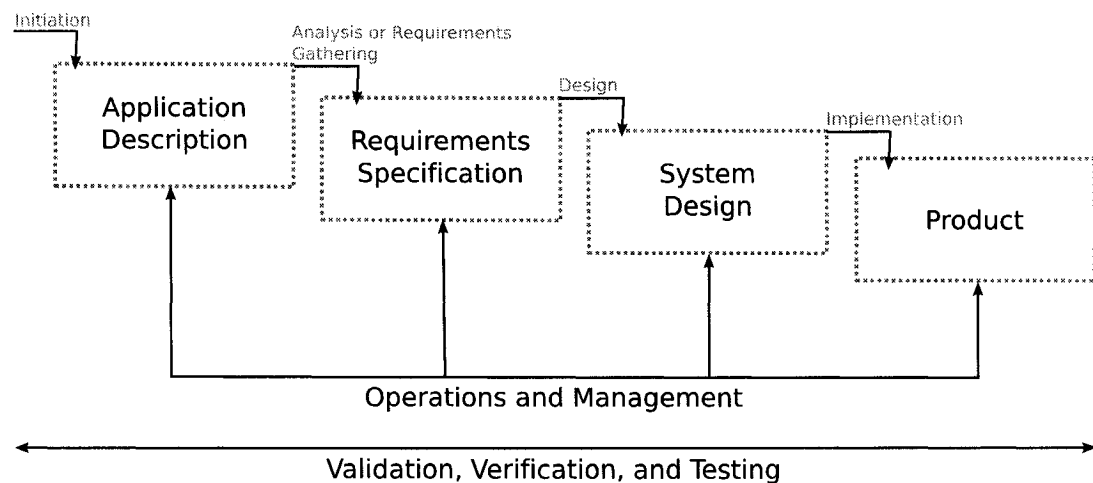 Initiation
Analysis or Requirements
Gathering
Application
Description
Design
Requirements
Specification
Implementation
System
Design
Product
Operations and Management
Validation, Verification, and Testing